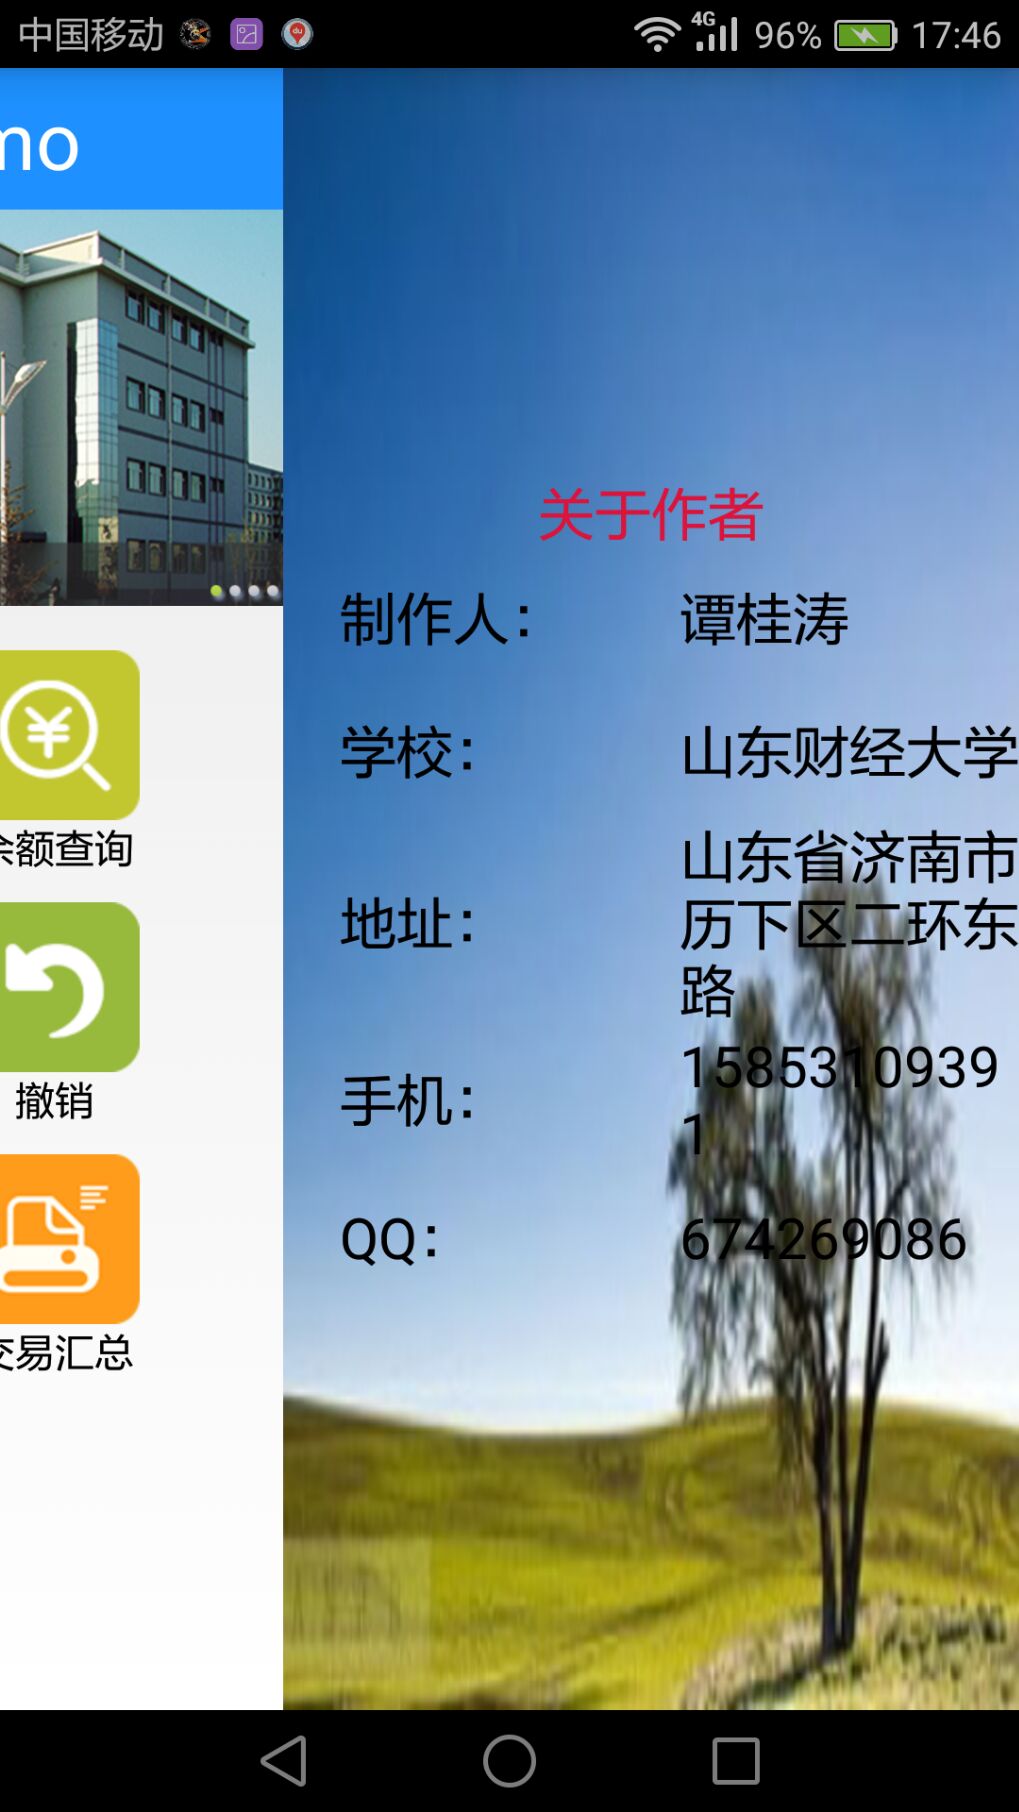 中国移动 4G 96% 17:46
mo
关于作者
制作人： 谭桂涛
学校： 山东财经大学
地址： 山东省济南市
历下区二环东
路
手机： 1585310939
1
QQ： 674269086
余额查询
撤销
交易汇总